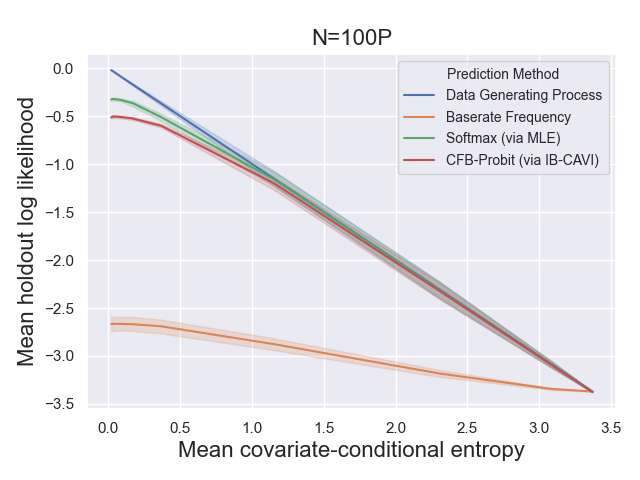 N=100P
Mean holdout log likelihood
0.0
−0.5
−1.0
−1.5
−2.0
−2.5
−3.0
−3.5
Prediction Method
Data Generating Process
Baserate Frequency
Softmax (via MLE)
CFB-Probit (via IB-CAVI)
0.0 0.5 1.0 1.5 2.0 2.5 3.0 3.5
Mean covariate-conditional entropy